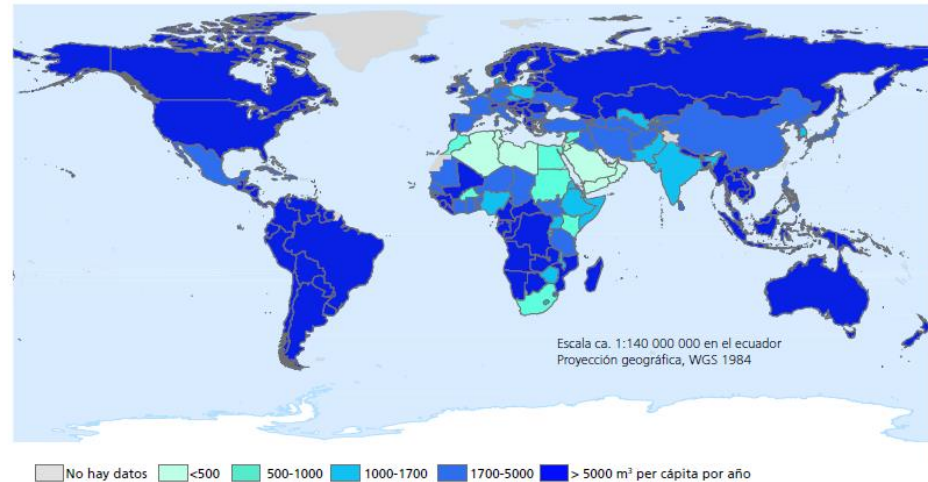 Escala ca. 1:140 000 000 en el ecuador
Proyección geográfica, WGS 1984
No hay datos <500 500-1000 1000-1700 1700-5000 > 5000 m³ per cápita por año